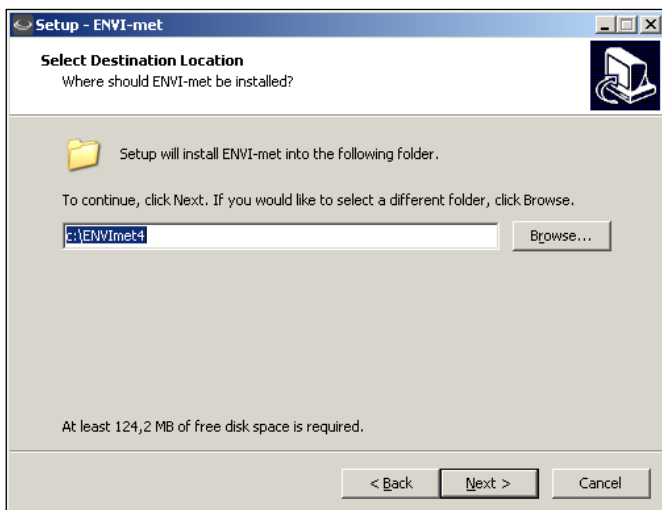 Setup - ENVI-met
Select Destination Location
Where should ENVI-met be installed?
Setup will install ENVI-met into the following folder.
To continue, click Next. If you would like to select a different folder, click Browse.
c:\ENVImet4
Browse...
At least 124,2 MB of free disk space is required.
< Back
Next >
Cancel